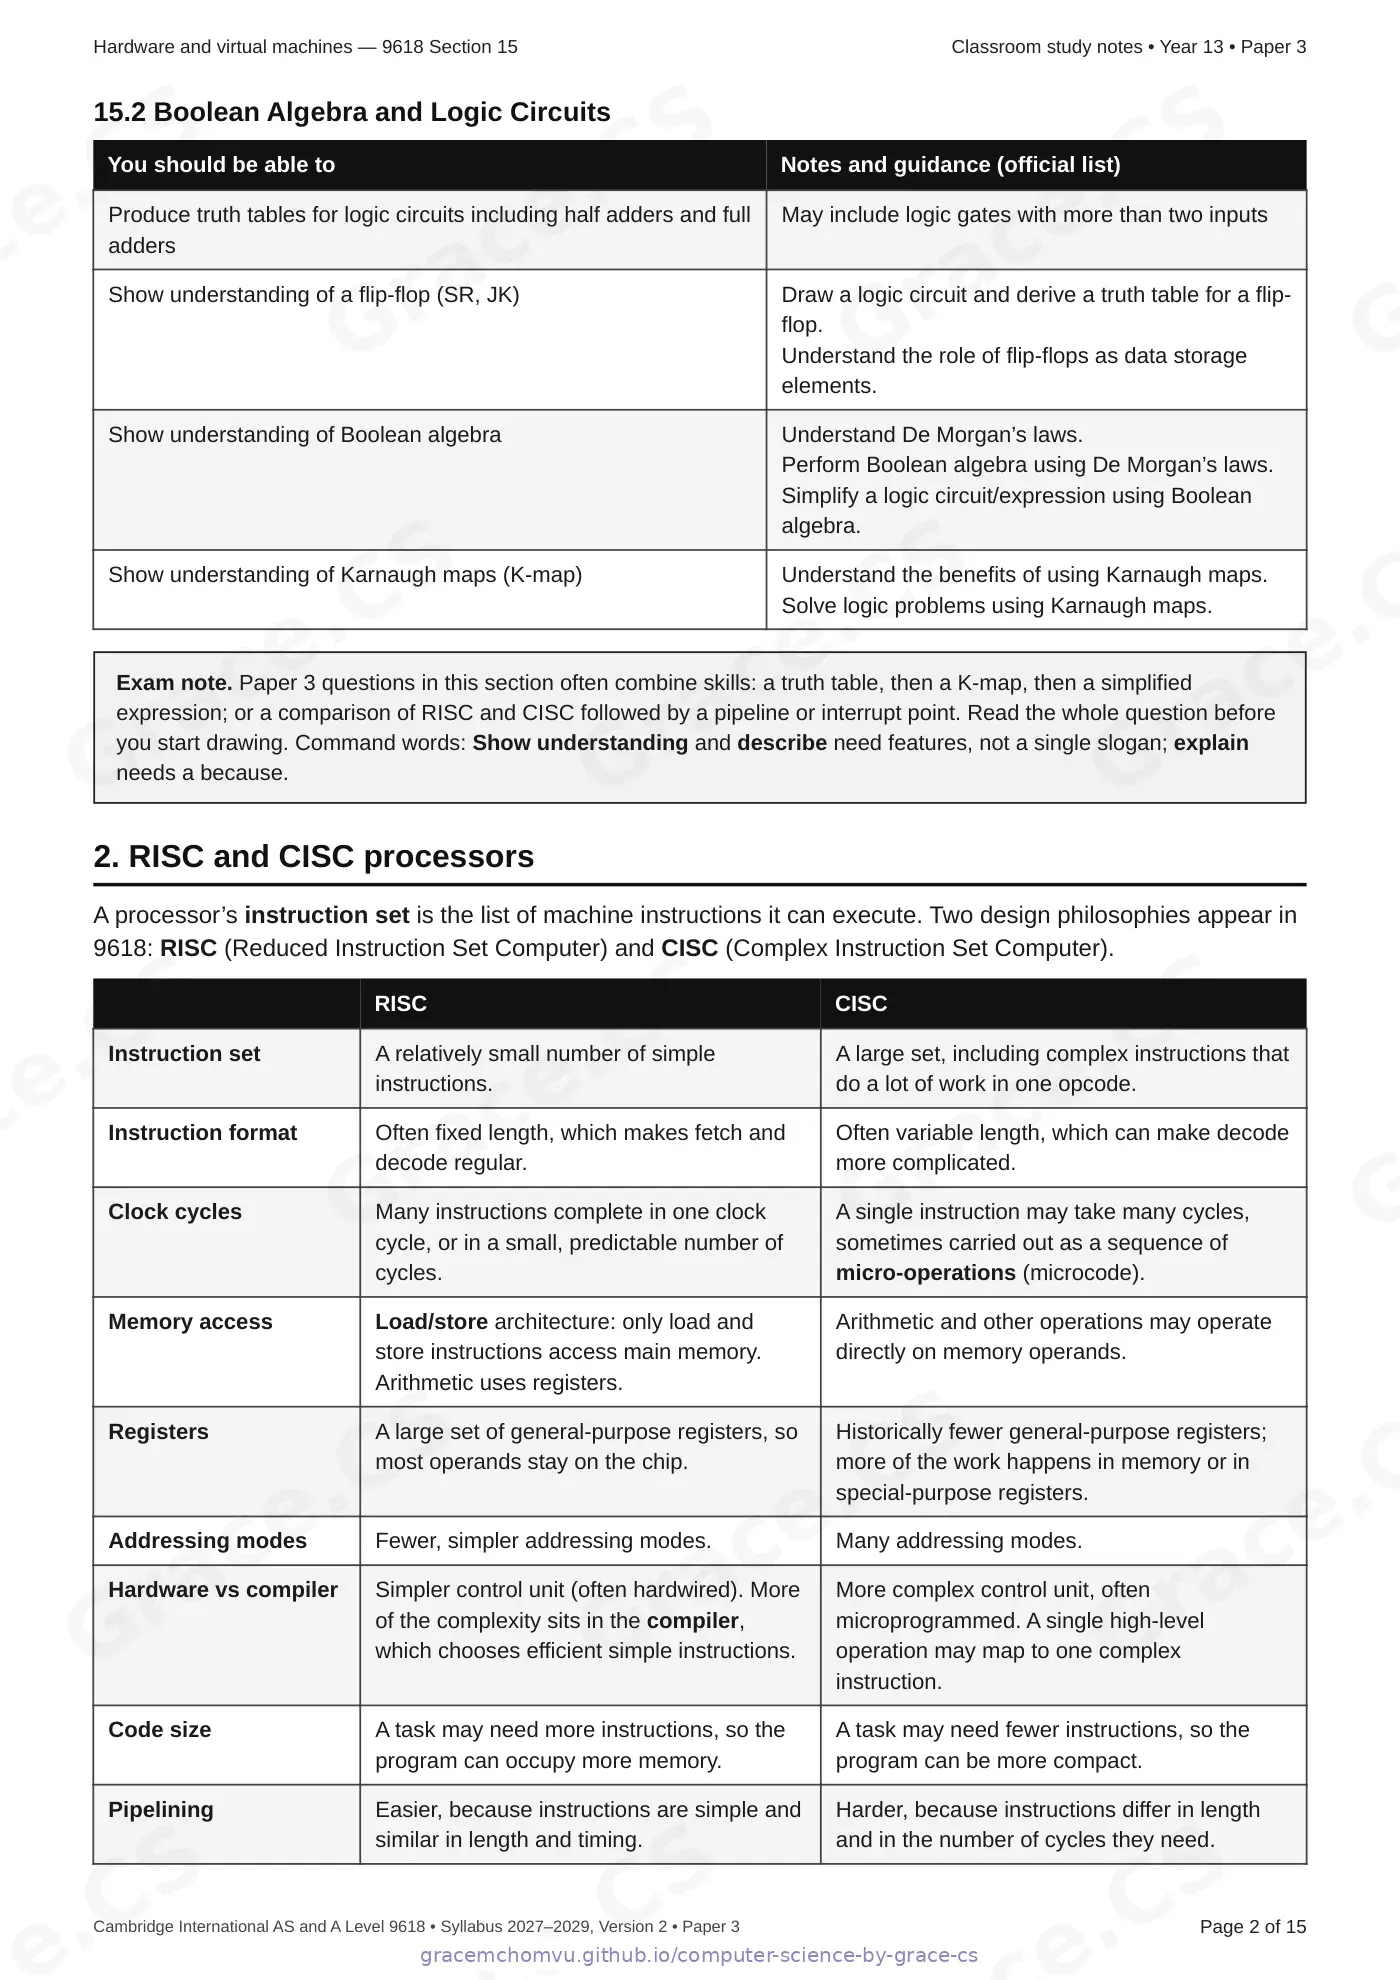 Hardware and virtual machines — 9618 Section 15
Classroom study notes • Year 13 • Paper 3
15.2 Boolean Algebra and Logic Circuits
You should be able to
Notes and guidance (official list)
Produce truth tables for logic circuits including half adders and full
adders
May include logic gates with more than two inputs
Show understanding of a flip-flop (SR, JK)
Draw a logic circuit and derive a truth table for a flip-
flop.
Understand the role of flip-flops as data storage
elements.
Show understanding of Boolean algebra
Understand De Morgan’s laws.
Perform Boolean algebra using De Morgan’s laws.
Simplify a logic circuit/expression using Boolean
algebra.
Show understanding of Karnaugh maps (K-map)
Understand the benefits of using Karnaugh maps.
Solve logic problems using Karnaugh maps.
Exam note. Paper 3 questions in this section often combine skills: a truth table, then a K-map, then a simplified
expression; or a comparison of RISC and CISC followed by a pipeline or interrupt point. Read the whole question before
you start drawing. Command words: Show understanding and describe need features, not a single slogan; explain
needs a because.
2. RISC and CISC processors
A processor’s instruction set is the list of machine instructions it can execute. Two design philosophies appear in
9618: RISC (Reduced Instruction Set Computer) and CISC (Complex Instruction Set Computer).
RISC
CISC
Instruction set
A relatively small number of simple
instructions.
A large set, including complex instructions that
do a lot of work in one opcode.
Instruction format
Often fixed length, which makes fetch and
decode regular.
Often variable length, which can make decode
more complicated.
Clock cycles
Many instructions complete in one clock
cycle, or in a small, predictable number of
cycles.
A single instruction may take many cycles,
sometimes carried out as a sequence of
micro-operations (microcode).
Memory access
Load/store architecture: only load and
store instructions access main memory.
Arithmetic uses registers.
Arithmetic and other operations may operate
directly on memory operands.
Registers
A large set of general-purpose registers, so
most operands stay on the chip.
Historically fewer general-purpose registers;
more of the work happens in memory or in
special-purpose registers.
Addressing modes
Fewer, simpler addressing modes.
Many addressing modes.
Hardware vs compiler
Simpler control unit (often hardwired). More
of the complexity sits in the compiler,
which chooses efficient simple instructions.
More complex control unit, often
microprogrammed. A single high-level
operation may map to one complex
instruction.
Code size
A task may need more instructions, so the
program can occupy more memory.
A task may need fewer instructions, so the
program can be more compact.
Pipelining
Easier, because instructions are simple and
similar in length and timing.
Harder, because instructions differ in length
and in the number of cycles they need.
Cambridge International AS and A Level 9618 • Syllabus 2027–2029, Version 2 • Paper 3
Page 2 of 15
gracemchomvu.github.io/computer-science-by-grace-cs
Grace.CS